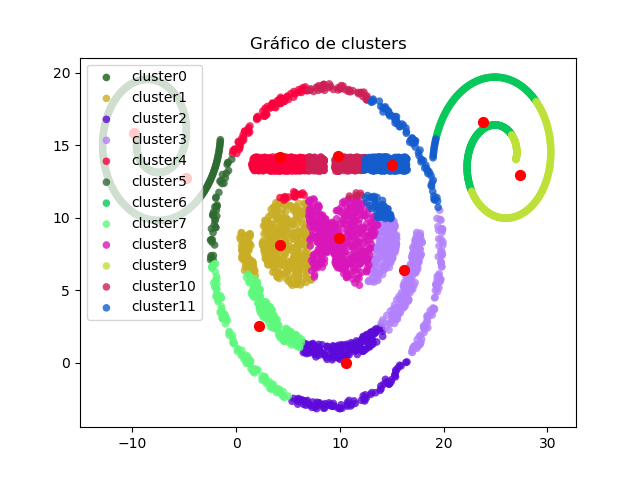 Gráfico de clusters
20
15
10
5
0
−10
0
10
20
30
cluster0
cluster1
cluster2
cluster3
cluster4
cluster5
cluster6
cluster7
cluster8
cluster9
cluster10
cluster11